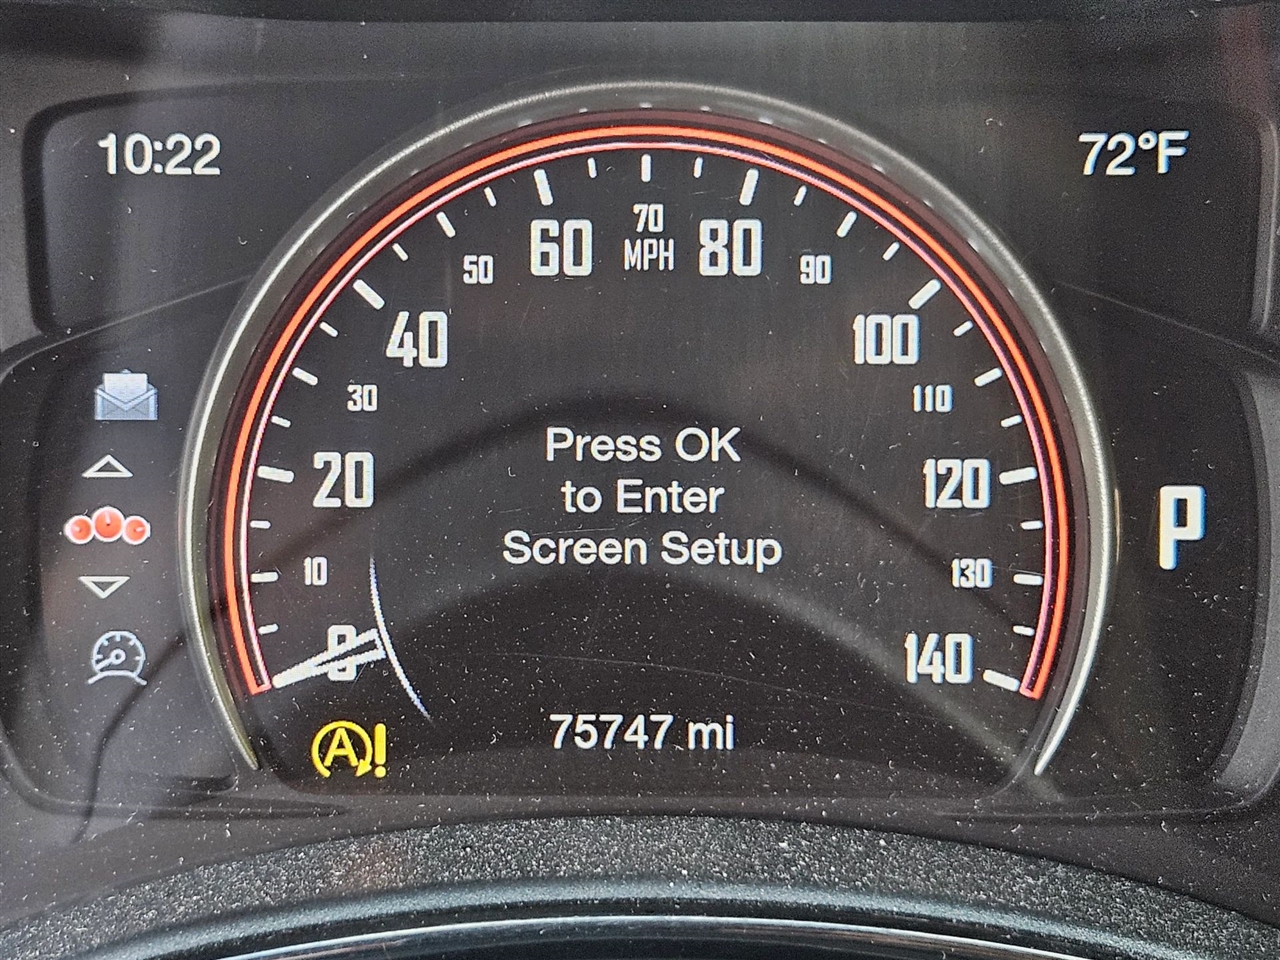 10:22
72°F
70
60 MPH 80
50 90
40 100
30 110
20 120
10 130
0 140
Press OK
to Enter
Screen Setup
P
A!
75747 mi